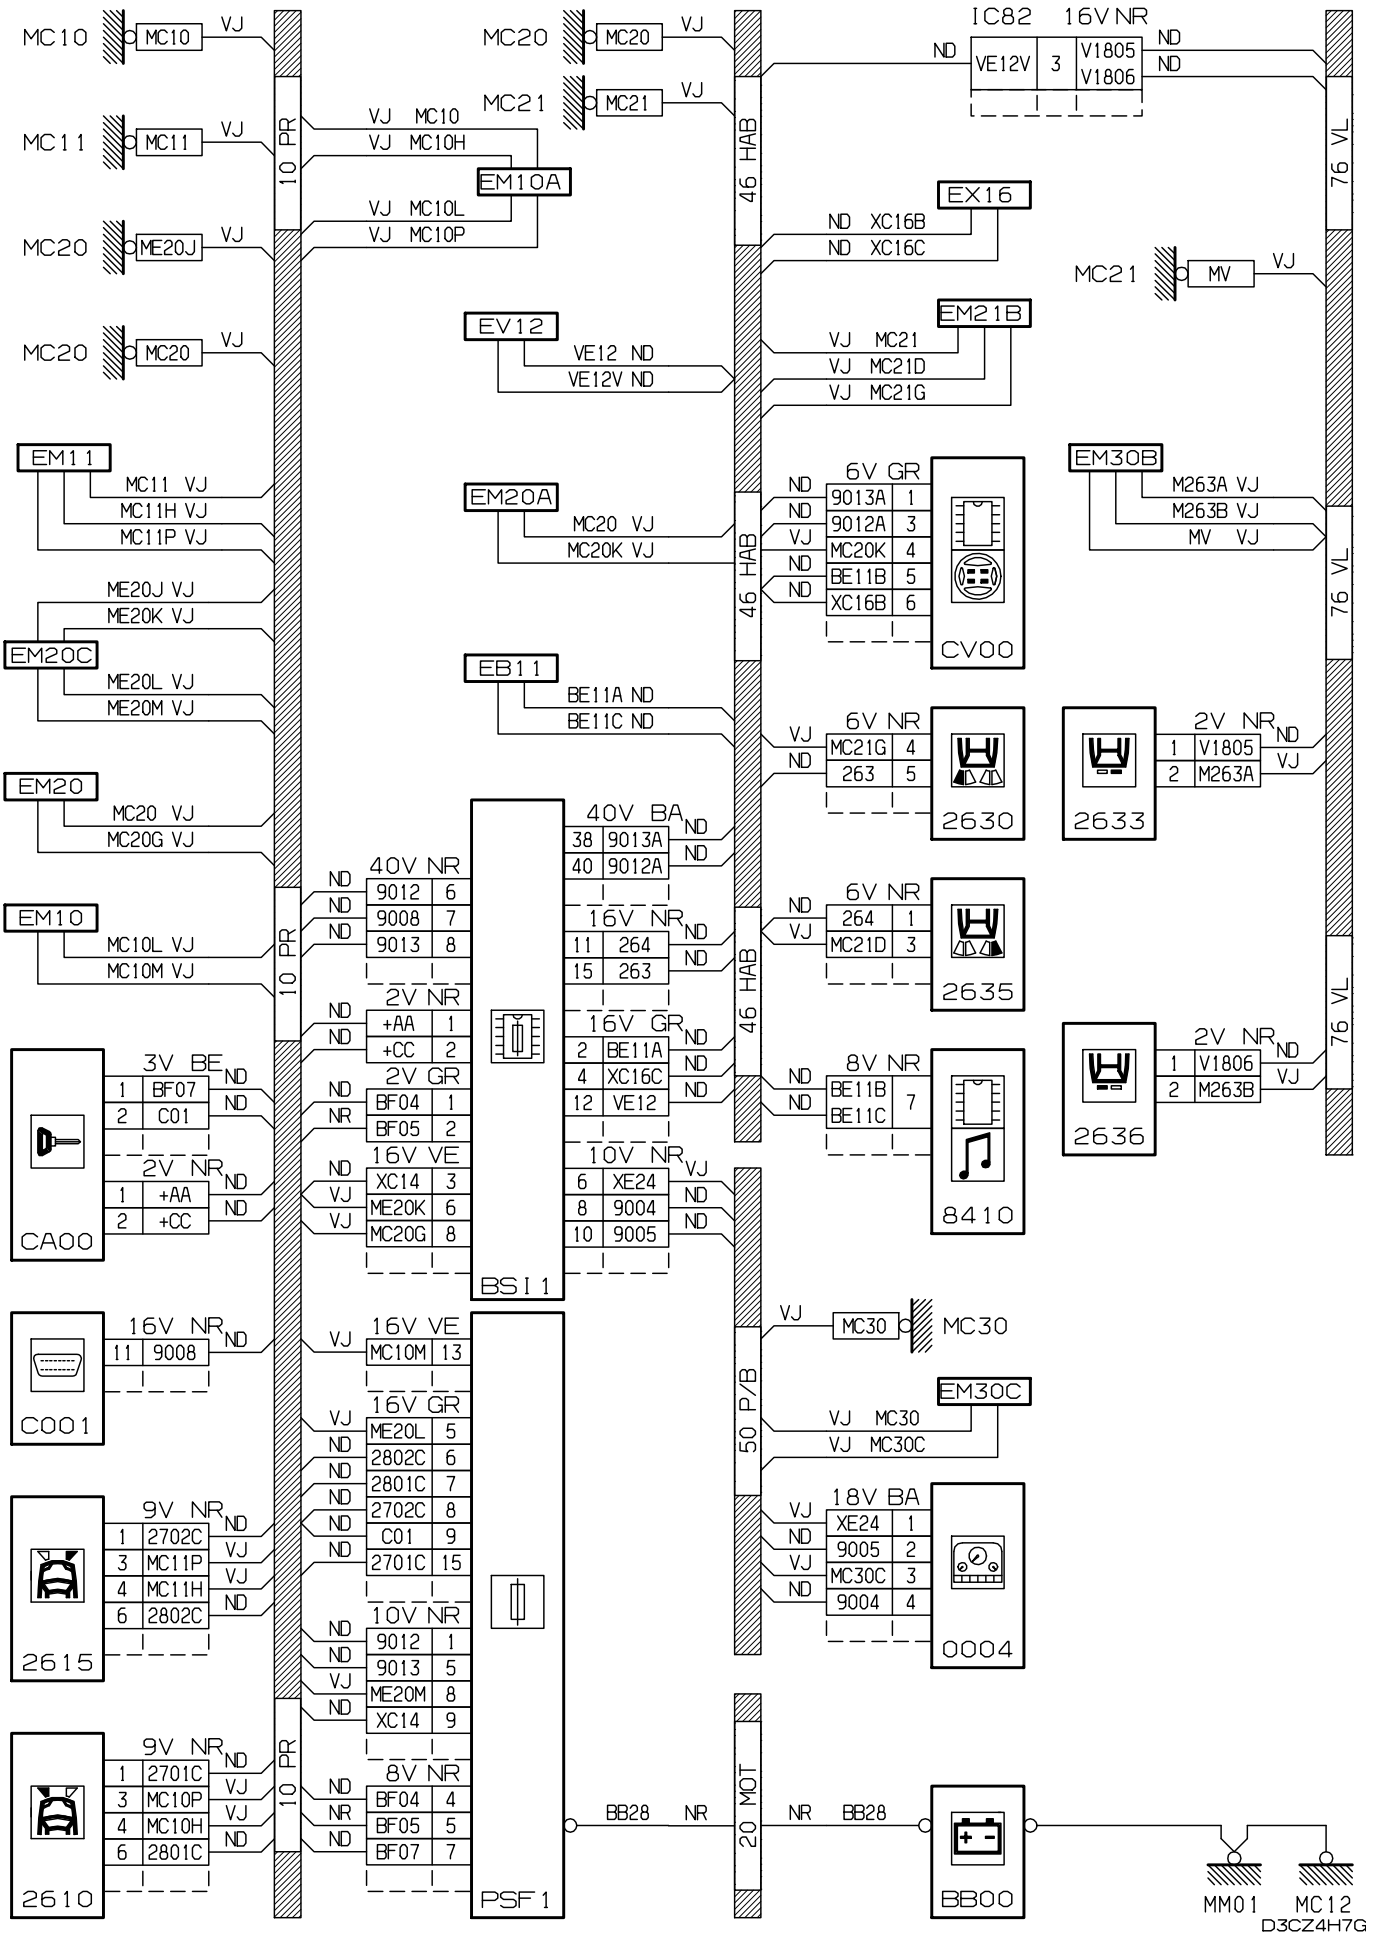 MC10 MC10 VJ
MC11 MC11 VJ
MC20 ME20J VJ
MC20 MC20 VJ
10 PR
VJ MC10
VJ MC10H
EM10A
VJ MC10L
VJ MC10P
EM11
MC11 VJ
MC11H VJ
MC11P VJ
ME20J VJ
ME20K VJ
EM20C
ME20L VJ
ME20M VJ
EM20
MC20 VJ
MC20G VJ
EM10
MC10L VJ
MC10M VJ
10 PR
CA00
3V BE
1 BF07 ND
2 C01 ND
2V NR
1 +AA ND
2 +CC ND
C001
16V NR
11 9008 ND
2615
9V NR
1 2702C ND
3 MC11P VJ
4 MC11H VJ
6 2802C ND
2610
9V NR
1 2701C ND
3 MC10P VJ
4 MC10H VJ
6 2801C ND
10 PR
MC20 MC20 VJ
MC21 MC21 VJ
EV12
VE12 ND
VE12V ND
EM20A
MC20 VJ
MC20K VJ
EB11
BE11A ND
BE11C ND
BSI1
40V NR
ND 9012 6
ND 9008 7
ND 9013 8
2V NR
ND +AA 1
ND +CC 2
2V GR
ND BF04 1
NR BF05 2
16V VE
ND XC14 3
VJ ME20K 6
VJ MC20G 8
40V BA
38 9013A ND
40 9012A ND
16V NR
11 264 ND
15 263 ND
16V GR
2 BE11A ND
4 XC16C ND
12 VE12 ND
10V NR
6 XE24 VJ
8 9004 ND
10 9005 ND
PSF1
16V VE
VJ MC10M 13
16V GR
VJ ME20L 5
ND 2802C 6
ND 2801C 7
ND 2702C 8
ND C01 9
ND 2701C 15
10V NR
ND 9012 1
ND 9013 5
VJ ME20M 8
ND XC14 9
8V NR
ND BF04 4
NR BF05 5
ND BF07 7
BB28 NR
20 MOT
NR BB28
BB00
MM01 MC12
46 HAB
46 HAB
46 HAB
50 P/B
IC82 16V NR
ND VE12V 3 V1805 ND
V1806 ND
EX16
ND XC16B
ND XC16C
EM21B
VJ MC21
VJ MC21D
VJ MC21G
CV00
6V GR
ND 9013A 1
ND 9012A 3
VJ MC20K 4
ND BE11B 5
ND XC16B 6
2630
6V NR
VJ MC21G 4
ND 263 5
2635
6V NR
ND 264 1
VJ MC21D 3
8410
8V NR
ND BE11B 7
ND BE11C
VJ MC30 MC30
EM30C
VJ MC30
VJ MC30C
0004
18V BA
VJ XE24 1
ND 9005 2
VJ MC30C 3
ND 9004 4
76 VL
MC21 MV VJ
EM30B
M263A VJ
M263B VJ
MV VJ
76 VL
2633
2V NR
1 V1805 ND
2 M263A VJ
76 VL
2636
2V NR
1 V1806 ND
2 M263B VJ
D3CZ4H7G